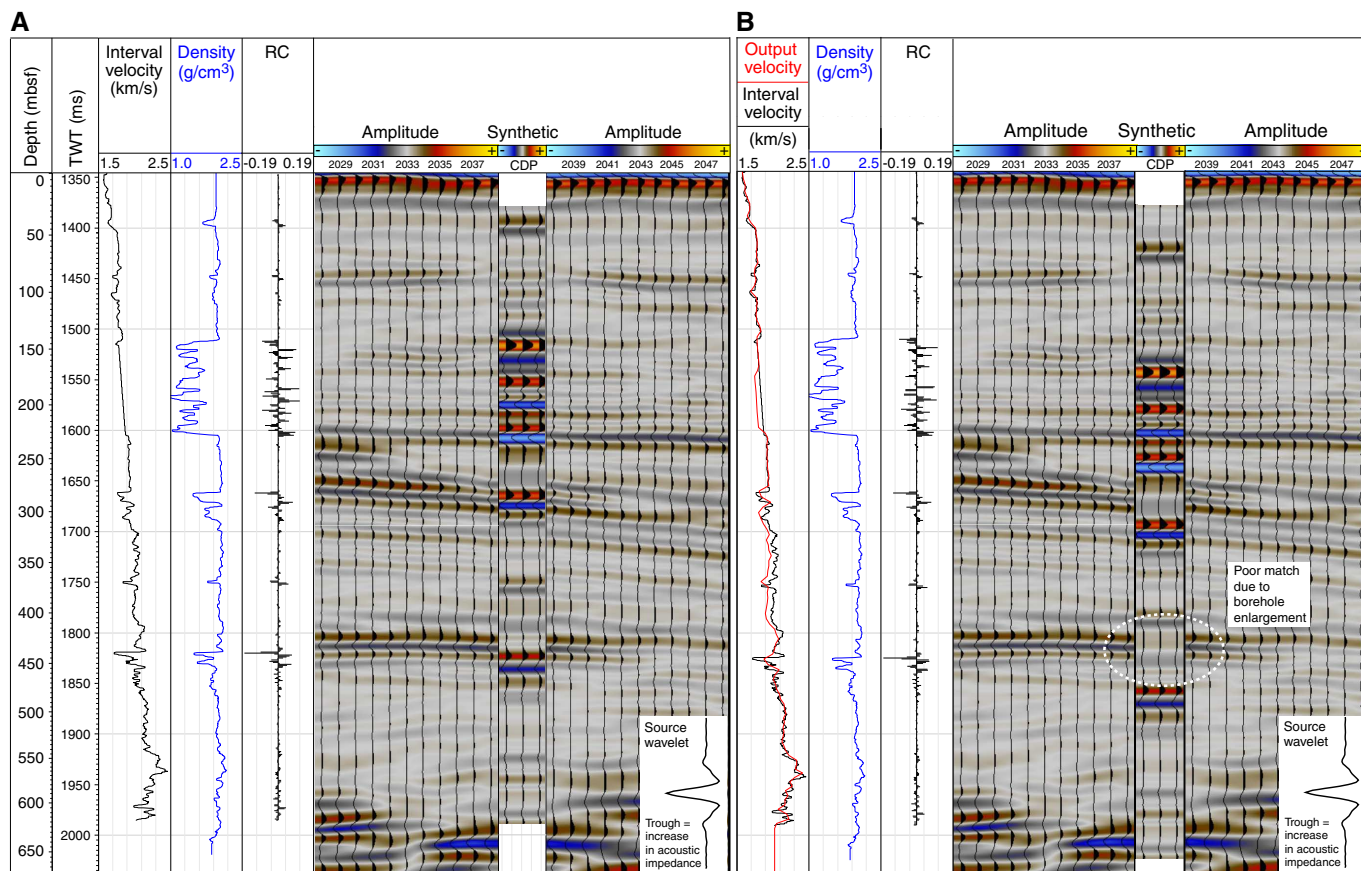 A
Depth (mbsf)
TWT (ms)
Interval
velocity
(km/s)
1.5 2.5
Density
(g/cm³)
1.0 2.5
RC
-0.19 0.19
Amplitude
- +
2029 2031 2033 2035 2037
Synthetic
- +
CDP
Amplitude
- +
2039 2041 2043 2045 2047
0
50
100
150
200
250
300
350
400
450
500
550
600
650
1350
1400
1450
1500
1550
1600
1650
1700
1750
1800
1850
1900
1950
2000
Source
wavelet
Trough =
increase
in acoustic
impedance
B
Output
velocity
Interval
velocity
(km/s)
1.5 2.5
Density
(g/cm³)
1.0 2.5
RC
-0.19 0.19
Amplitude
- +
2029 2031 2033 2035 2037
Synthetic
- +
CDP
Amplitude
- +
2039 2041 2043 2045 2047
Poor match
due to
borehole
enlargement
Source
wavelet
Trough =
increase
in acoustic
impedance